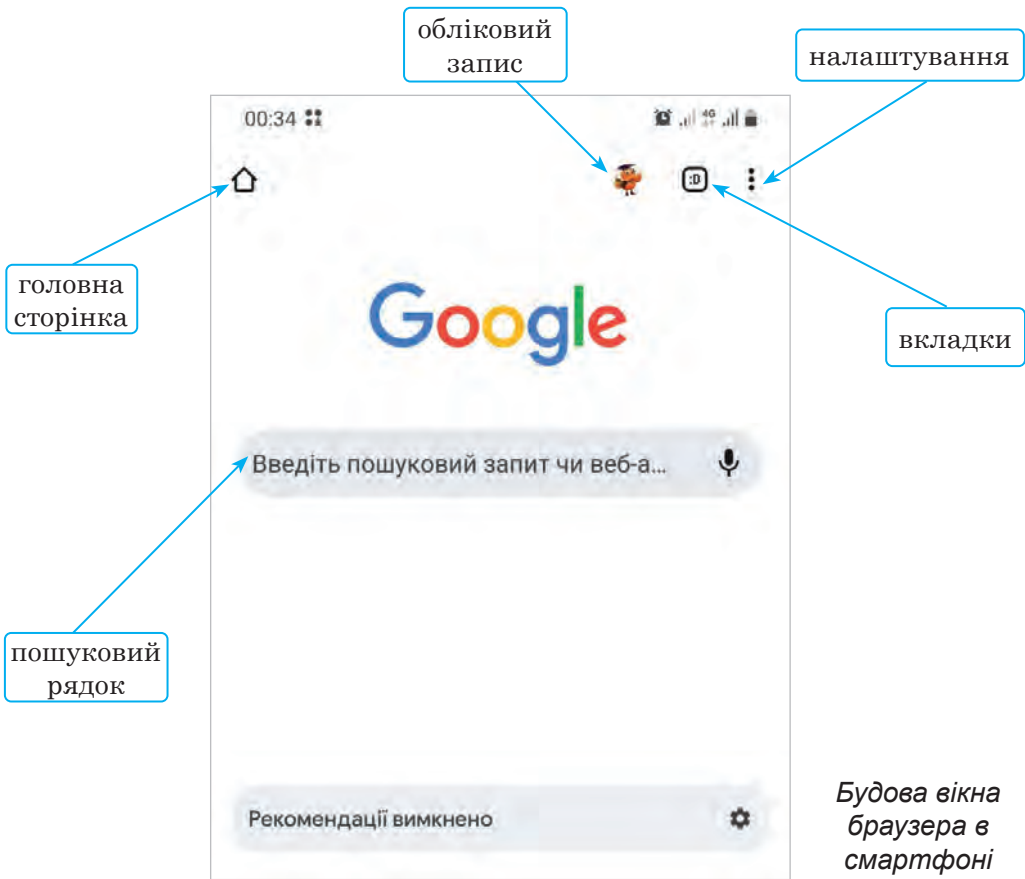 обліковий
запис
налаштування
00:34
4G
:D
головна
сторінка
Google
вкладки
Введіть пошуковий запит чи веб-а...
пошуковий
рядок
Рекомендації вимкнено
Будова вікна
браузера в
смартфоні